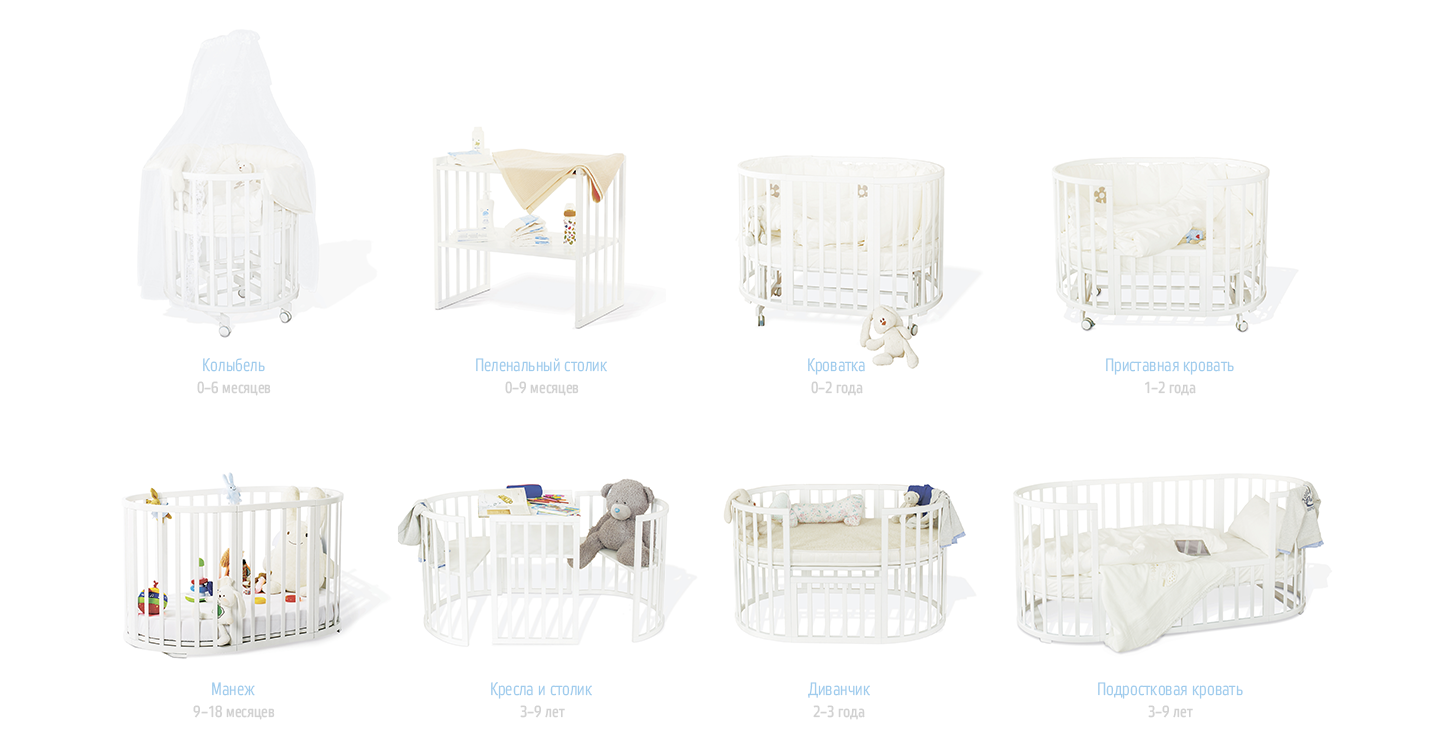 Колыбель
0–6 месяцев
Пеленальный столик
0–9 месяцев
Кроватка
0–2 года
Приставная кровать
1–2 года
Манеж
9–18 месяцев
Кресла и столик
3–9 лет
Диванчик
2–3 года
Подростковая кровать
3–9 лет